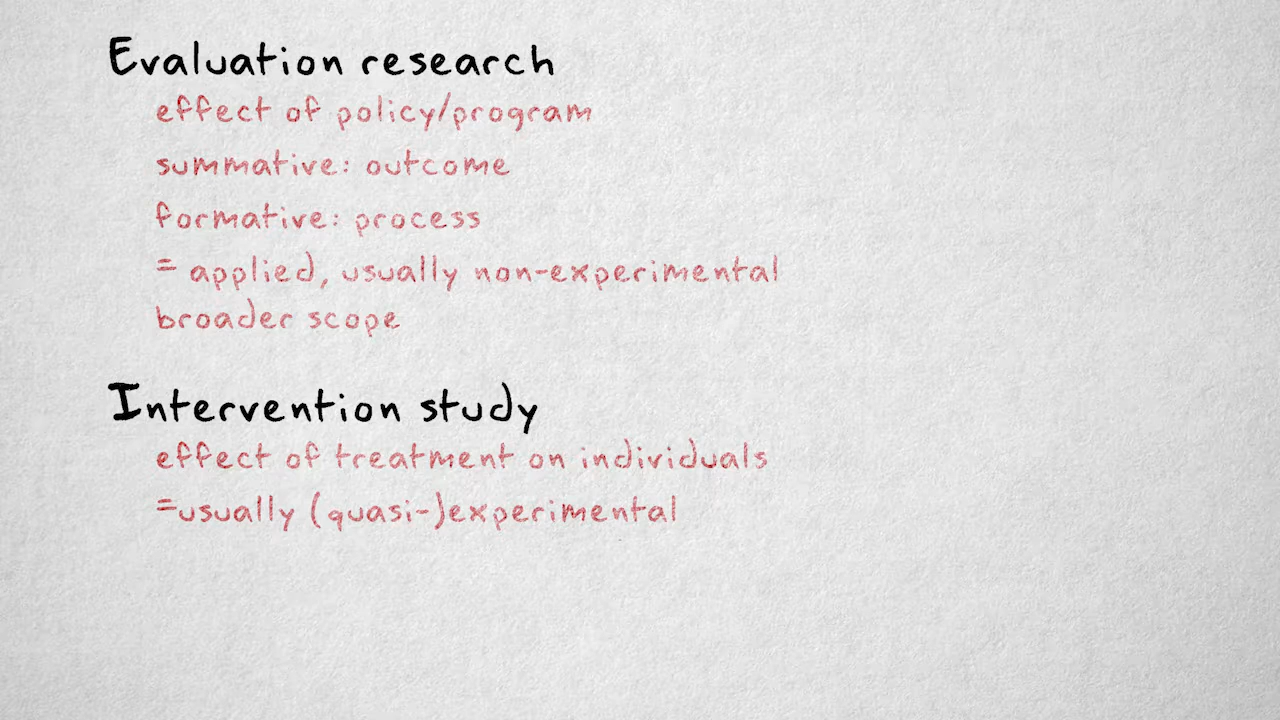 Evaluation research
effect of policy/program
summative: outcome
formative: process
= applied, usually non-experimental
broader scope
Intervention study
effect of treatment on individuals
=usually (quasi-)experimental